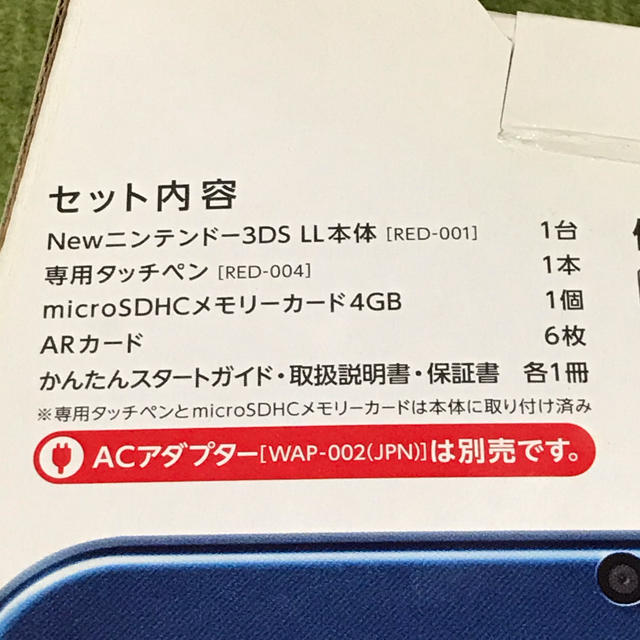 セット内容
Newニンテンドー3DS LL本体 [RED-001] 1台
専用タッチペン [RED-004] 1本
microSDHCメモリーカード4GB 1個
ARカード 6枚
かんたんスタートガイド・取扱説明書・保証書 各1冊
※専用タッチペンとmicroSDHCメモリーカードは本体に取り付け済み
ACアダプター[WAP-002(JPN)]は別売です。